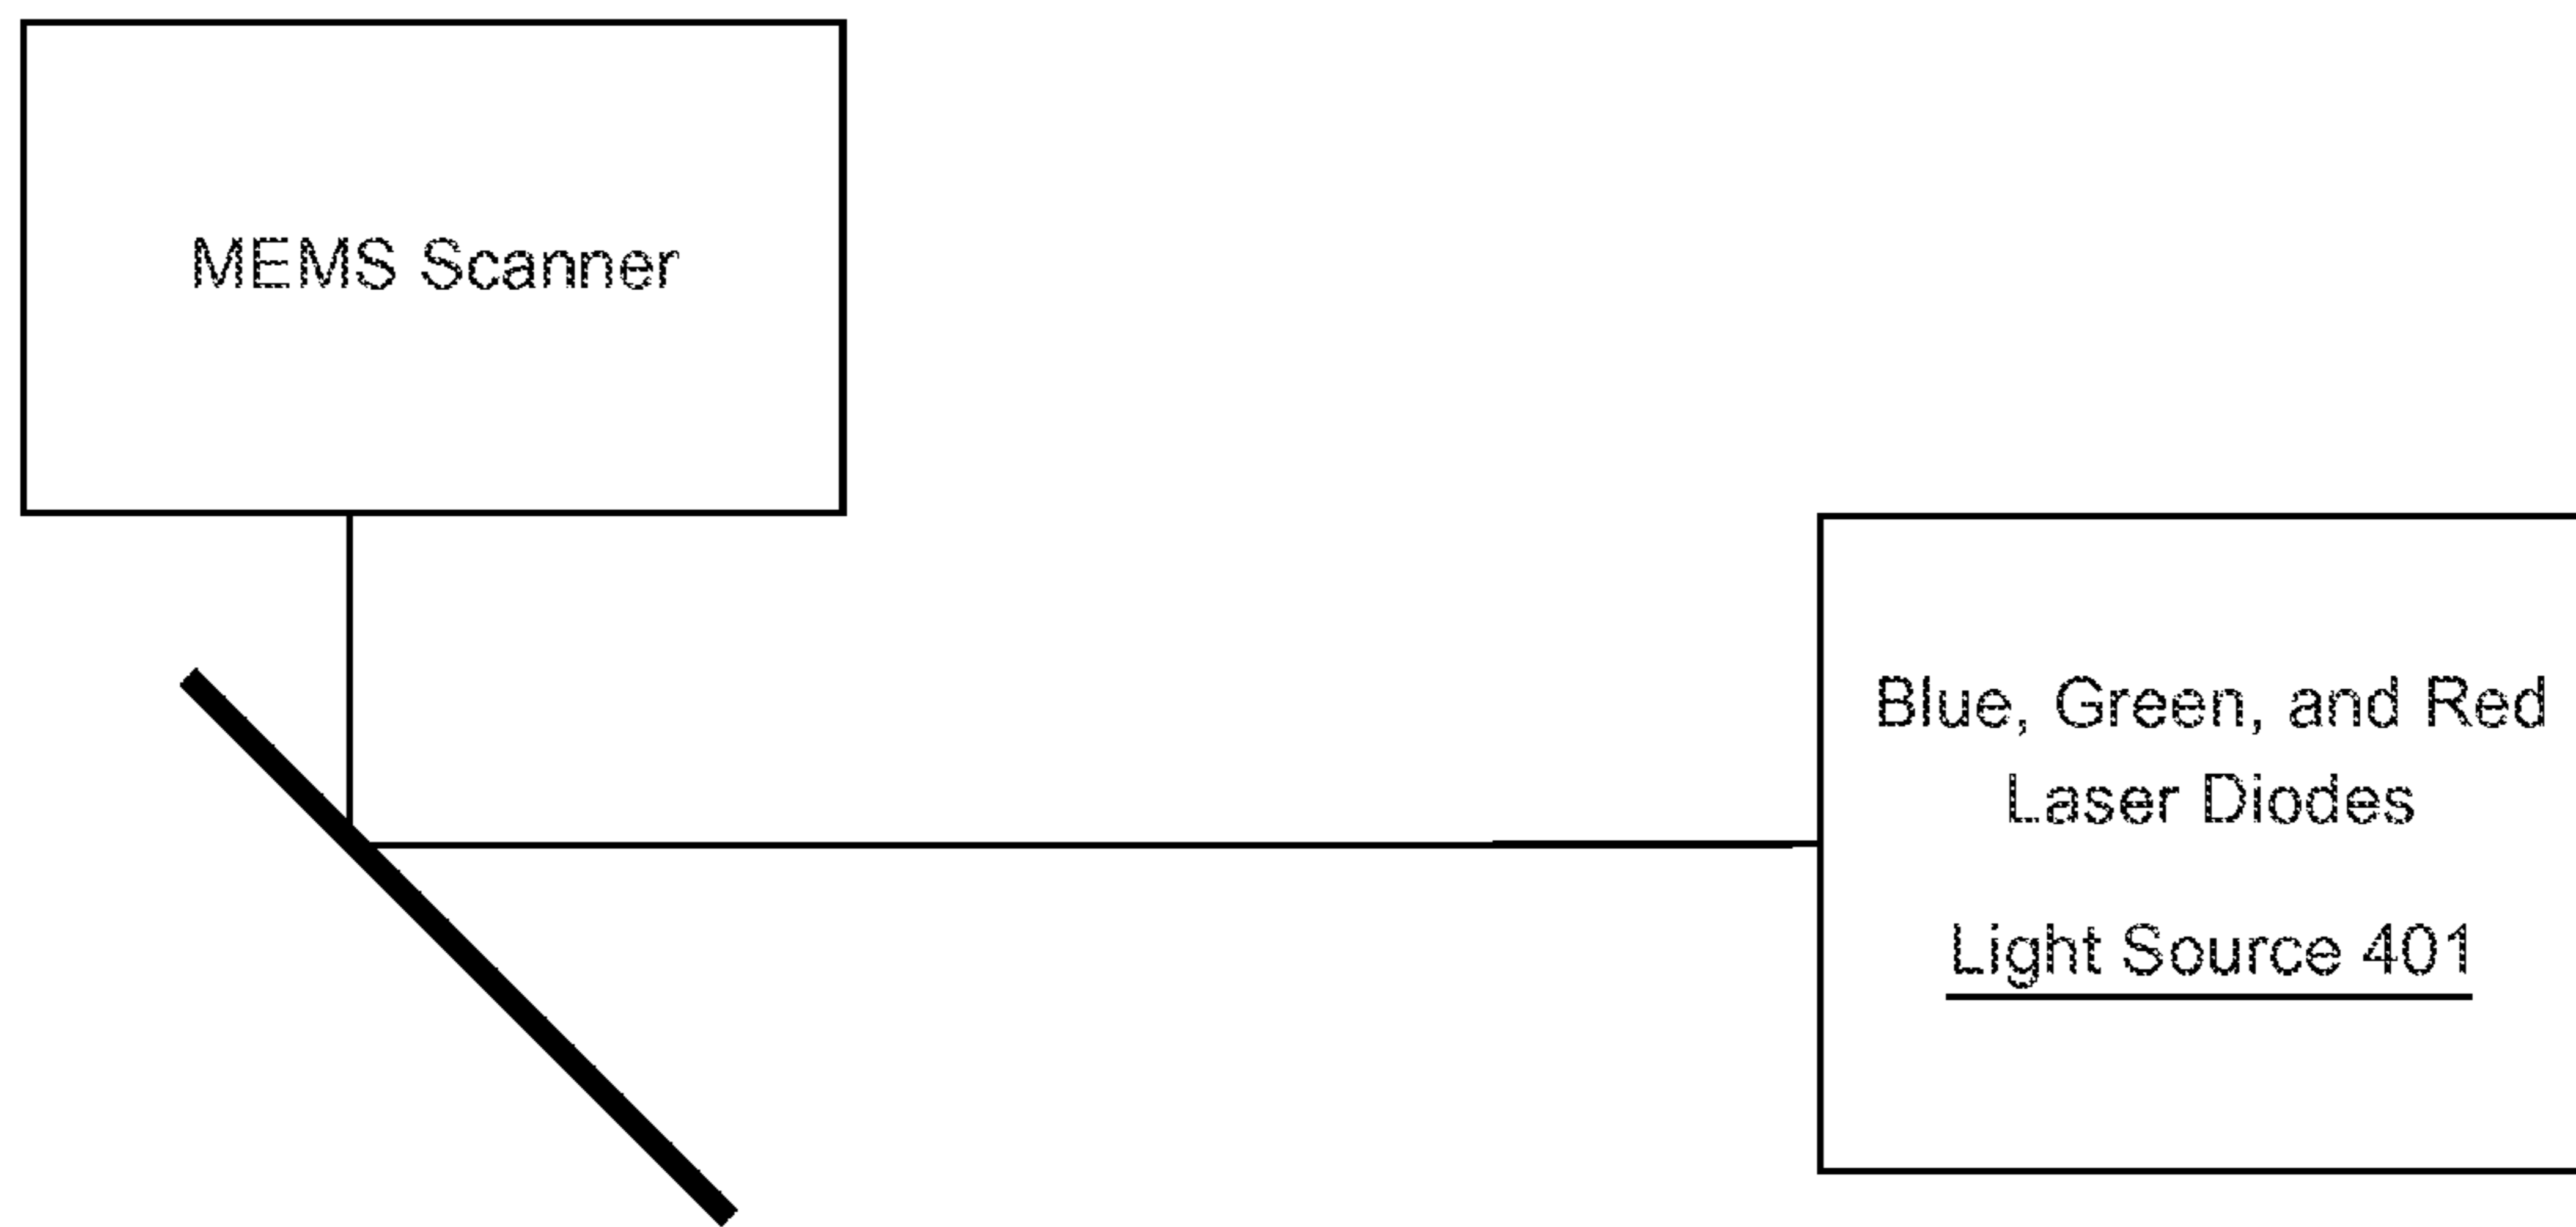 MEMS Scanner
Blue, Green, and Red
Laser Diodes
Light Source 401